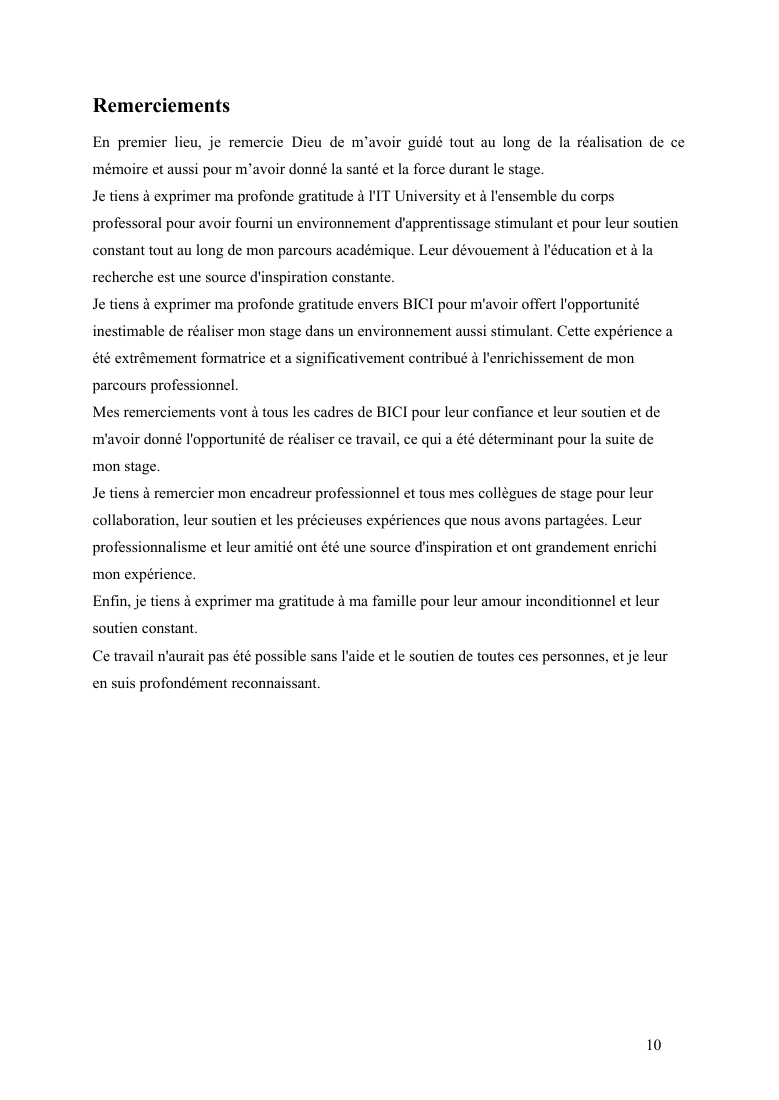 Remerciements
En premier lieu, je remercie Dieu de m’avoir guidé tout au long de la réalisation de ce
mémoire et aussi pour m’avoir donné la santé et la force durant le stage.
Je tiens à exprimer ma profonde gratitude à l'IT University et à l'ensemble du corps
professoral pour avoir fourni un environnement d'apprentissage stimulant et pour leur soutien
constant tout au long de mon parcours académique. Leur dévouement à l'éducation et à la
recherche est une source d'inspiration constante.
Je tiens à exprimer ma profonde gratitude envers BICI pour m'avoir offert l'opportunité
inestimable de réaliser mon stage dans un environnement aussi stimulant. Cette expérience a
été extrêmement formatrice et a significativement contribué à l'enrichissement de mon
parcours professionnel.
Mes remerciements vont à tous les cadres de BICI pour leur confiance et leur soutien et de
m'avoir donné l'opportunité de réaliser ce travail, ce qui a été déterminant pour la suite de
mon stage.
Je tiens à remercier mon encadreur professionnel et tous mes collègues de stage pour leur
collaboration, leur soutien et les précieuses expériences que nous avons partagées. Leur
professionnalisme et leur amitié ont été une source d'inspiration et ont grandement enrichi
mon expérience.
Enfin, je tiens à exprimer ma gratitude à ma famille pour leur amour inconditionnel et leur
soutien constant.
Ce travail n'aurait pas été possible sans l'aide et le soutien de toutes ces personnes, et je leur
en suis profondément reconnaissant.
10